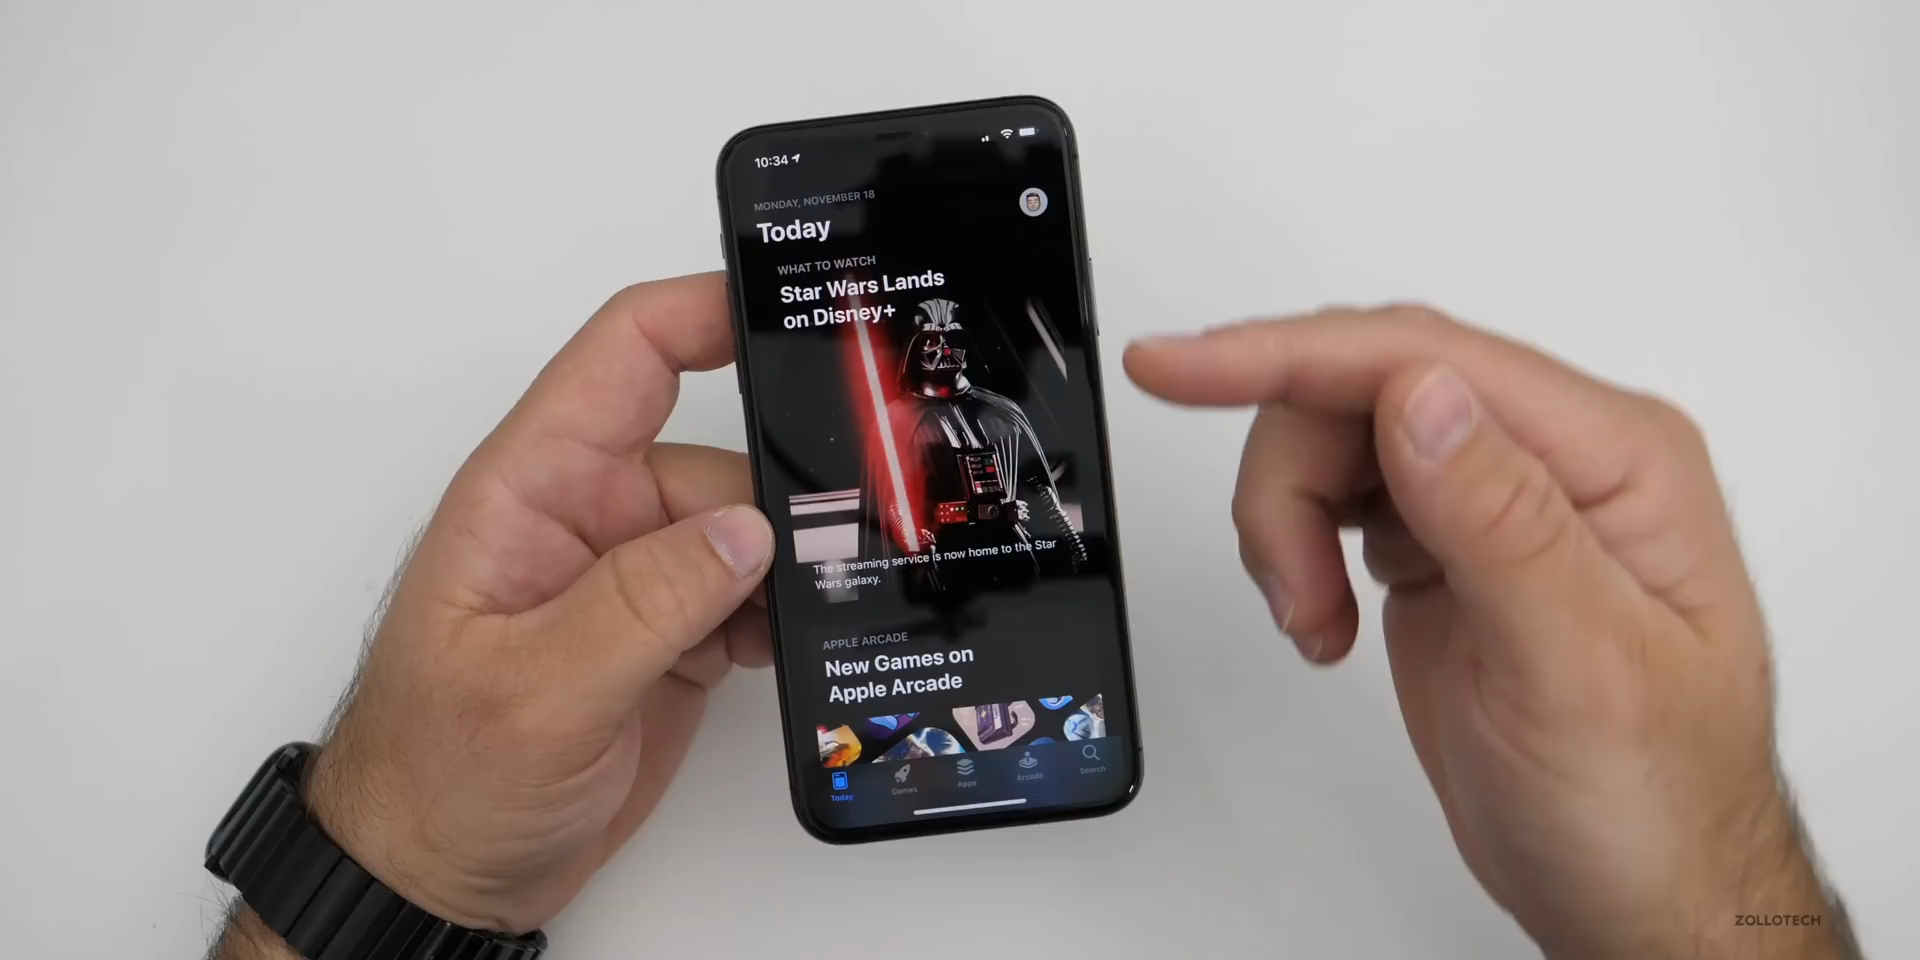 10:34
MONDAY, NOVEMBER 18
Today
WHAT TO WATCH
Star Wars Lands
on Disney+
The streaming service is now home to the Star
Wars galaxy.
APPLE ARCADE
New Games on
Apple Arcade
Today Games Apps Arcade Search
ZOLLOTECH